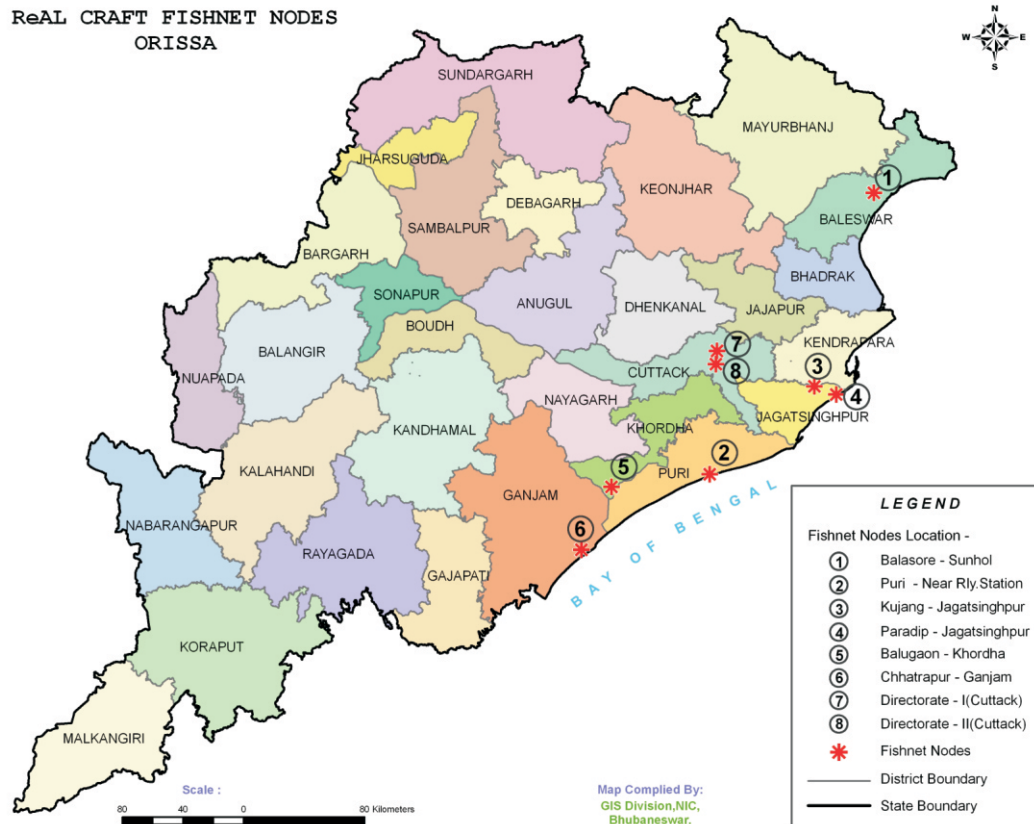 ReAL CRAFT FISHNET NODES
ORISSA
N
W
E
S
SUNDARGARH
MAYURBHANJ
JHARSUGUDA
KEONJHAR
1
DEBAGARH
BALESWAR
SAMBALPUR
BARGARH
BHADRAK
SONAPUR
ANUGUL
DHENKANAL
JAJAPUR
BOUDH
KENDRAPARA
BALANGIR
7
NUAPADA
CUTTACK
8
3
4
NAYAGARH
JAGATSINGHPUR
KHORDHA
KANDHAMAL
2
KALAHANDI
5
PURI
GANJAM
NABARANGAPUR
6
RAYAGADA
GAJAPATI
BAY OF BENGAL
KORAPUT
MALKANGIRI
LEGEND
Fishnet Nodes Location -
1 Balasore - Sunhol
2 Puri - Near Rly.Station
3 Kujang - Jagatsinghpur
4 Paradip - Jagatsinghpur
5 Balugaon - Khordha
6 Chhatrapur - Ganjam
7 Directorate - I(Cuttack)
8 Directorate - II(Cuttack)
Fishnet Nodes
District Boundary
State Boundary
Scale :
80 40 0 80 Kilometers
Map Complied By:
GIS Division,NIC,
Bhubaneswar.